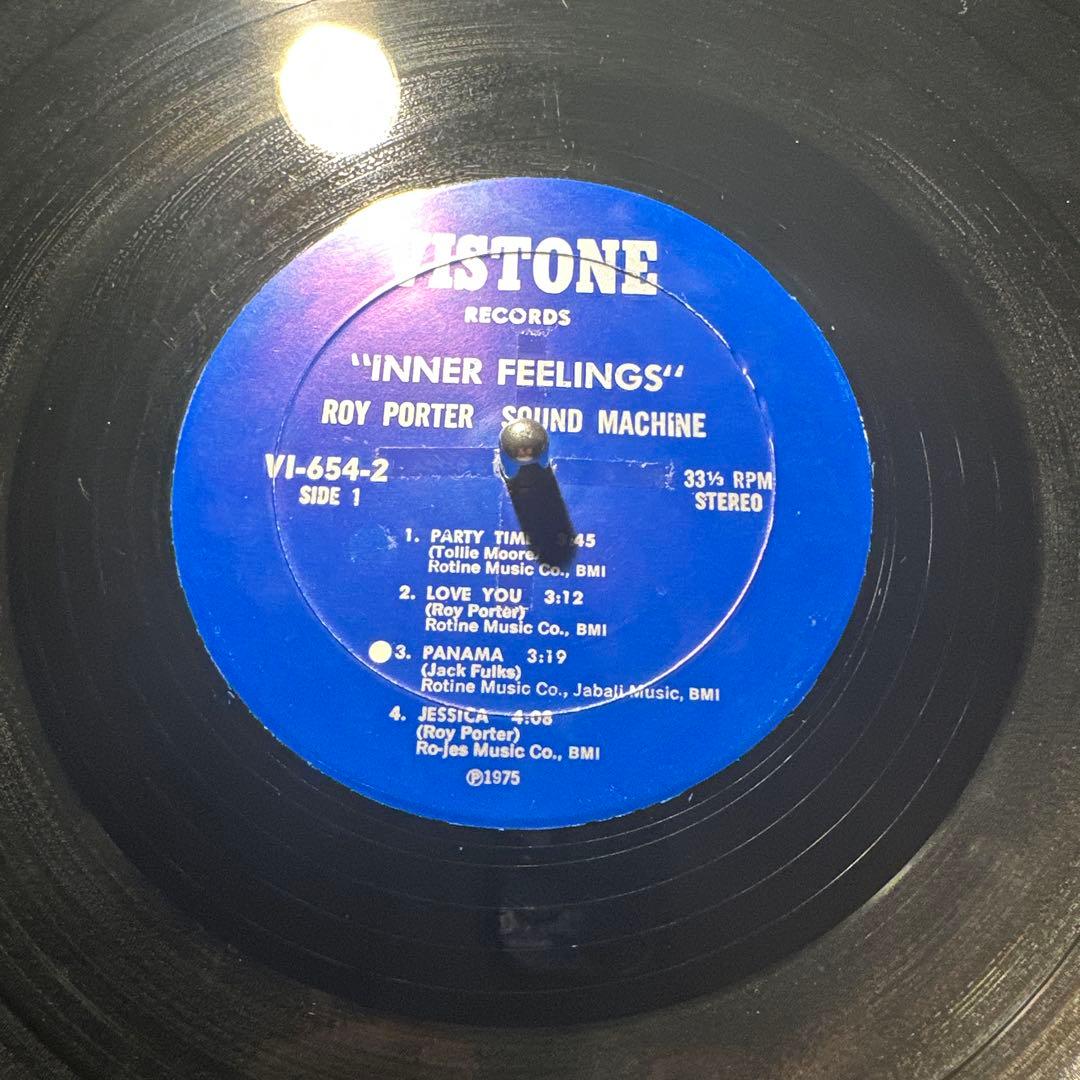 VISTONE
RECORDS
"INNER FEELINGS"
ROY PORTER SOUND MACHINE
VI-654-2
SIDE 1
33⅓ RPM
STEREO
1. PARTY TIME :45
(Tollie Moore)
Rotine Music Co., BMI
2. LOVE YOU 3:12
(Roy Porter)
Rotine Music Co., BMI
3. PANAMA 3:19
(Jack Fulks)
Rotine Music Co., Jabali Music, BMI
4. JESSICA 4:08
(Roy Porter)
Ro-jes Music Co., BMI
℗1975